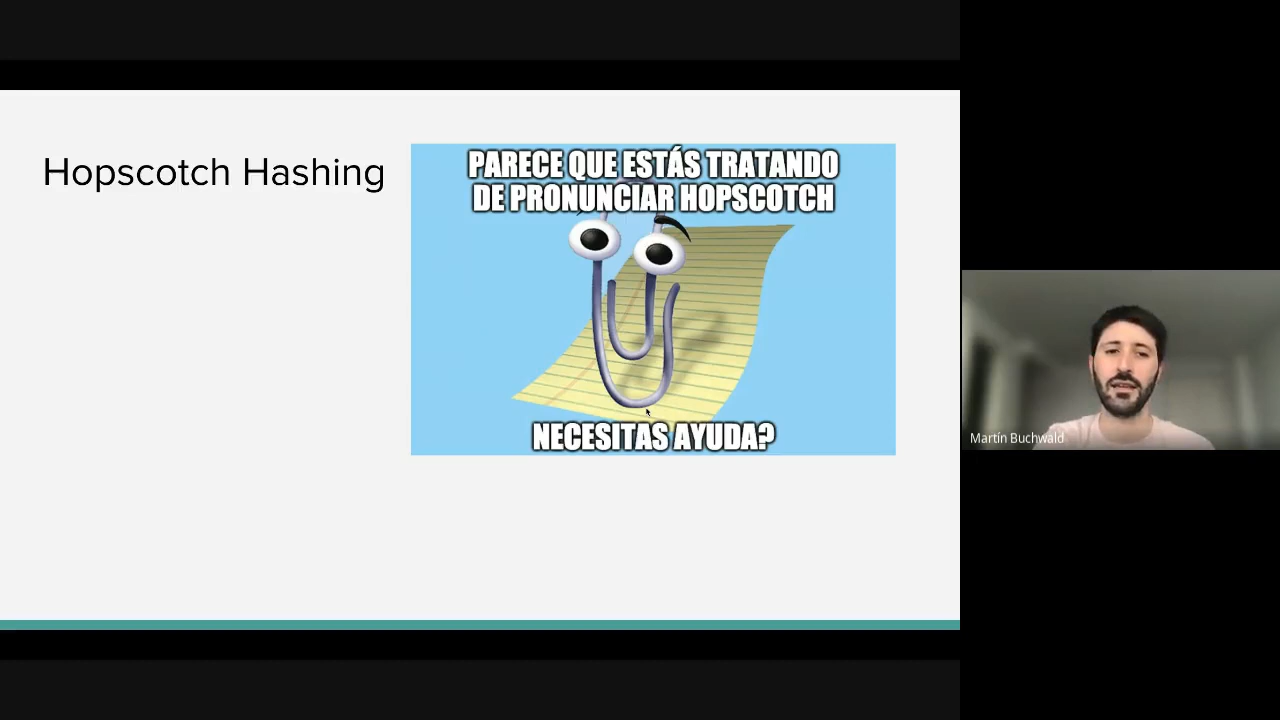 Hopscotch Hashing
PARECE QUE ESTÁS TRATANDO
DE PRONUNCIAR HOPSCOTCH
NECESITAS AYUDA?
Martín Buchwald